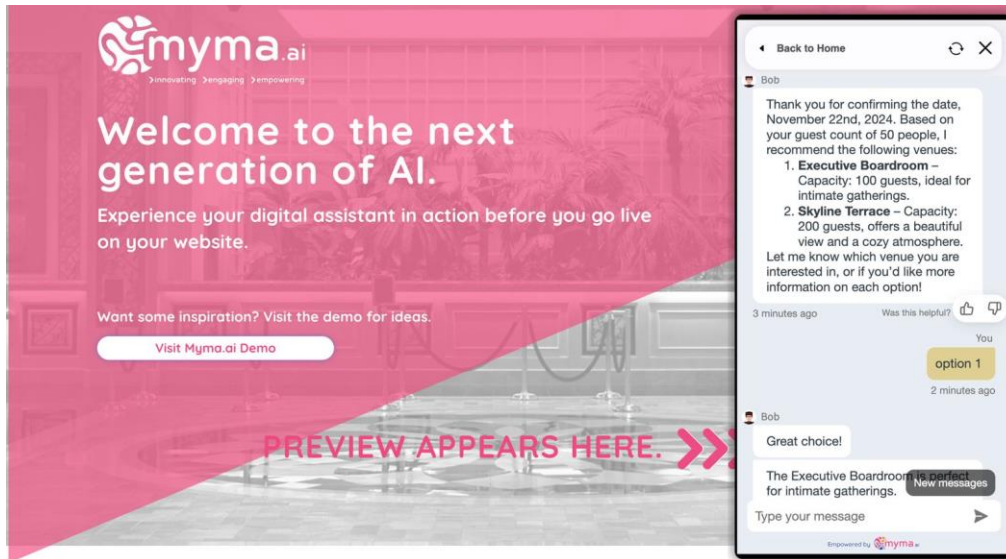 myma.ai
innovating engaging empowering
Welcome to the next
generation of AI.
Experience your digital assistant in action before you go live
on your website.
Want some inspiration? Visit the demo for ideas.
Visit Myma.ai Demo
PREVIEW APPEARS HERE.
Back to Home
Bob
Thank you for confirming the date,
November 22nd, 2024. Based on
your guest count of 50 people, I
recommend the following venues:
1. Executive Boardroom –
Capacity: 100 guests, ideal for
intimate gatherings.
2. Skyline Terrace – Capacity:
200 guests, offers a beautiful
view and a cozy atmosphere.
Let me know which venue you are
interested in, or if you'd like more
information on each option!
3 minutes ago
Was this helpful?
You
option 1
2 minutes ago
Bob
Great choice!
The Executive Boardroom is perfect
for intimate gatherings.
New messages
Type your message
Empowered by myma.ai